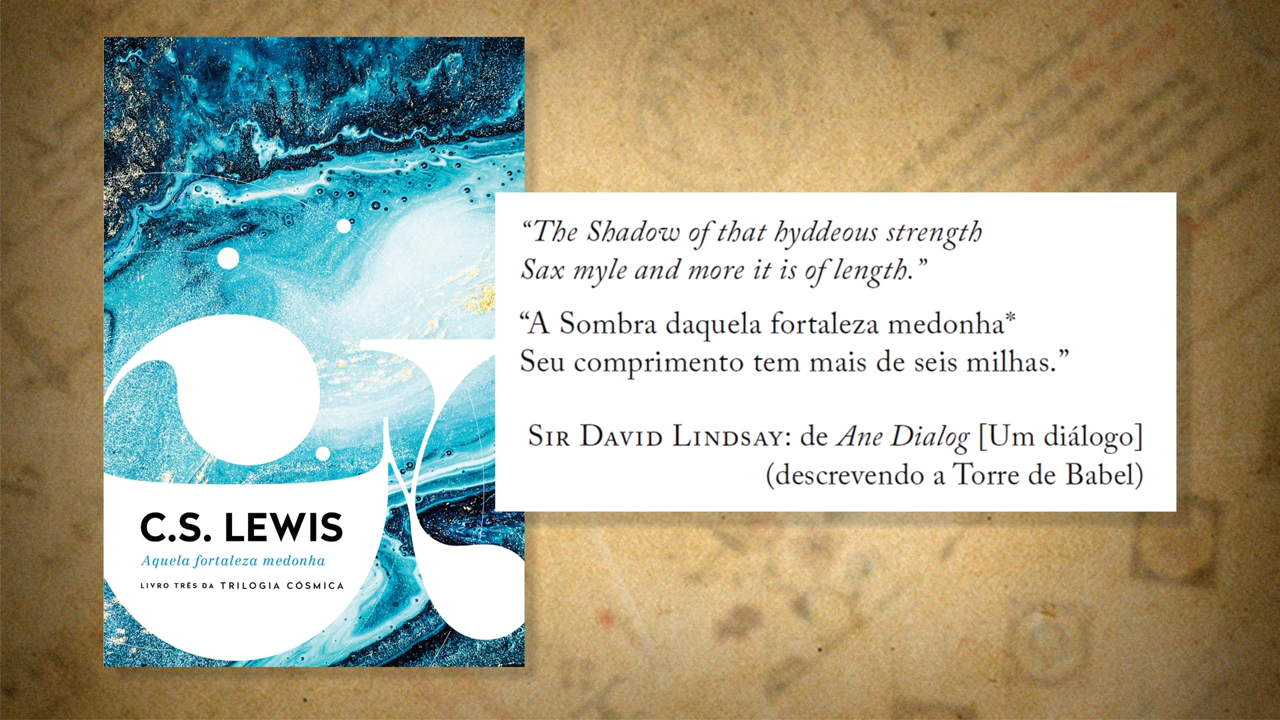 “The Shadow of that hyddeous strength
Sax myle and more it is of length.”
“A Sombra daquela fortaleza medonha*
Seu comprimento tem mais de seis milhas.”
SIR DAVID LINDSAY: de Ane Dialog [Um diálogo]
(descrevendo a Torre de Babel)
C.S. LEWIS
Aquela fortaleza medonha
LIVRO TRÊS DA TRILOGIA CÓSMICA